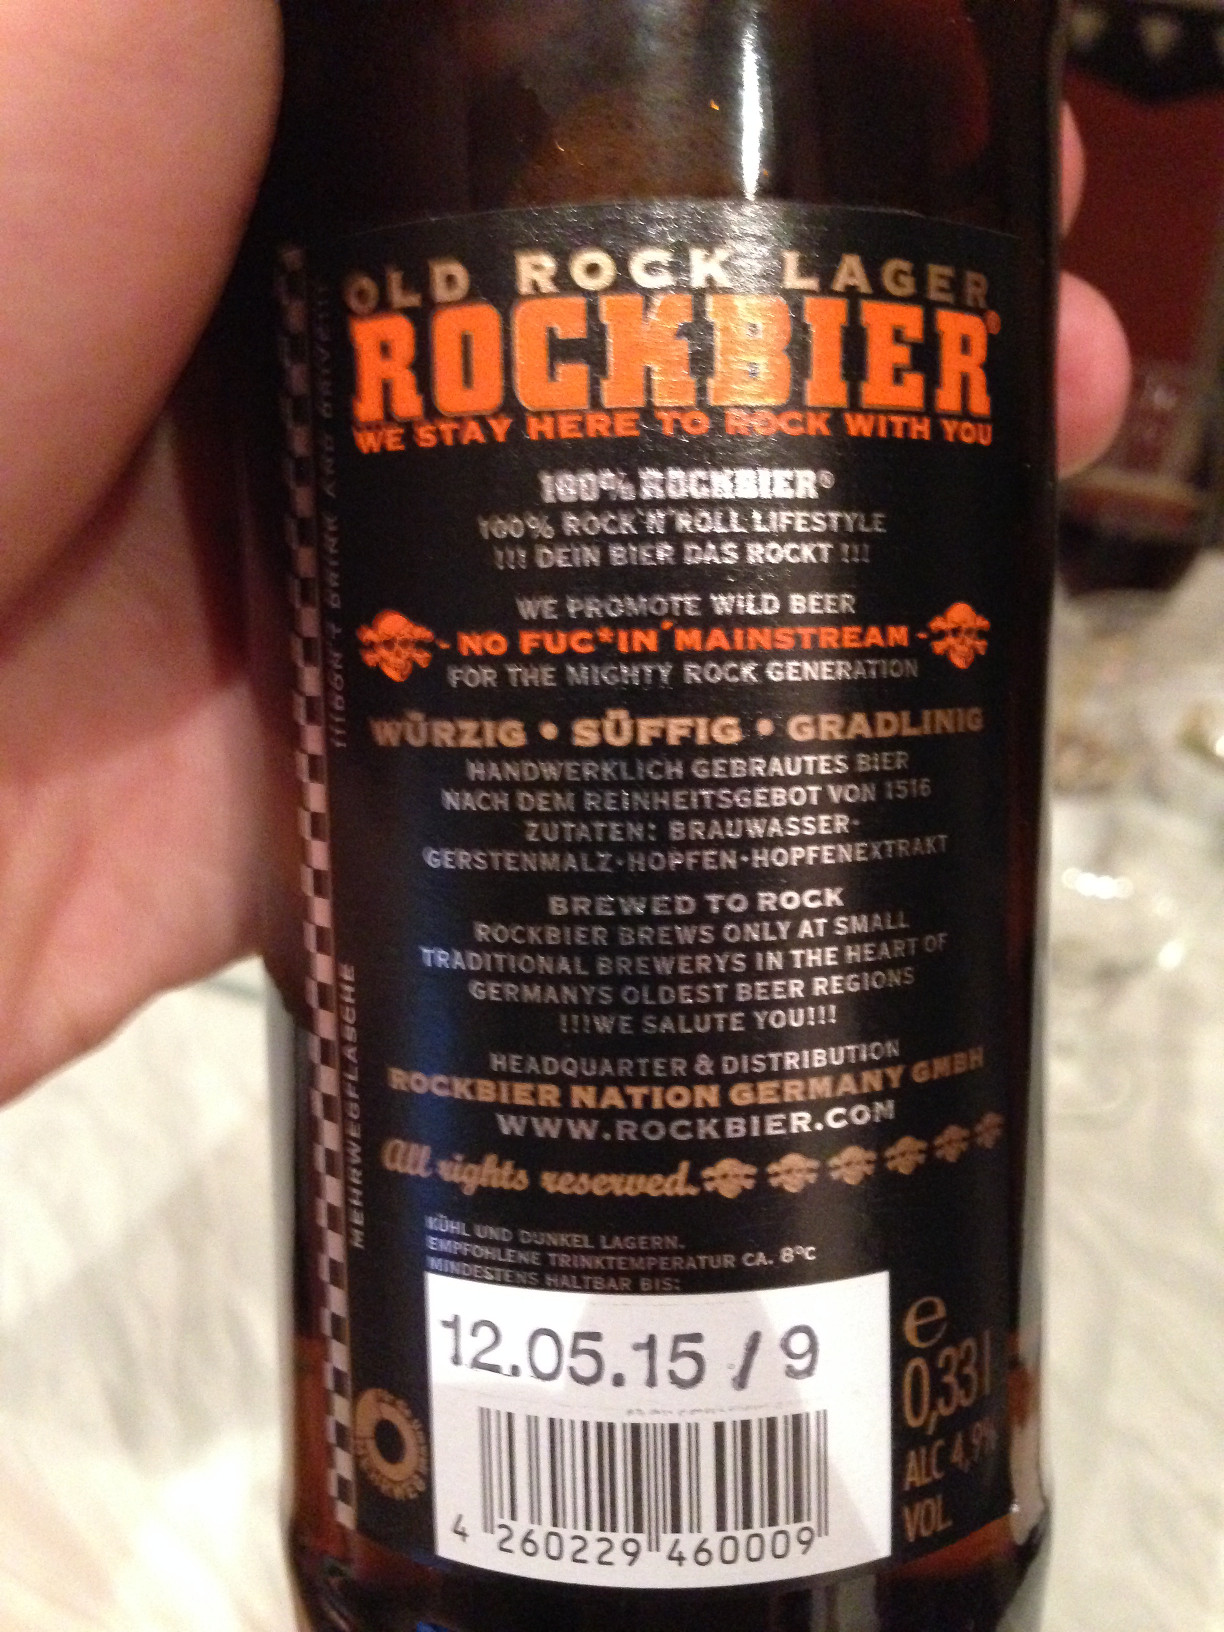 OLD ROCK LAGER
ROCKBIER®
WE STAY HERE TO ROCK WITH YOU
100% ROCKBIER®
100% ROCK'N'ROLL LIFESTYLE
!!! DEIN BIER DAS ROCKT !!!
WE PROMOTE WILD BEER
- NO FUC*IN´MAINSTREAM -
FOR THE MIGHTY ROCK GENERATION
WÜRZIG • SÜFFIG • GRADLINIG
HANDWERKLICH GEBRAUTES BIER
NACH DEM REINHEITSGEBOT VON 1516
ZUTATEN: BRAUWASSER·
GERSTENMALZ·HOPFEN·HOPFENEXTRAKT
BREWED TO ROCK
ROCKBIER BREWS ONLY AT SMALL
TRADITIONAL BREWERYS IN THE HEART OF
GERMANYS OLDEST BEER REGIONS
!!!WE SALUTE YOU!!!
HEADQUARTER & DISTRIBUTION
ROCKBIER NATION GERMANY GMBH
WWW.ROCKBIER.COM
All rights reserved.
KÜHL UND DUNKEL LAGERN.
EMPFOHLENE TRINKTEMPERATUR CA. 8°C
MINDESTENS HALTBAR BIS:
12.05.15 / 9
4 260229 460009
e
0,33 l
ALC 4,9%
VOL.
MEHRWEGFLASCHE
!!!DON'T DRINK AND DRIVE!!!
MEHRWEG